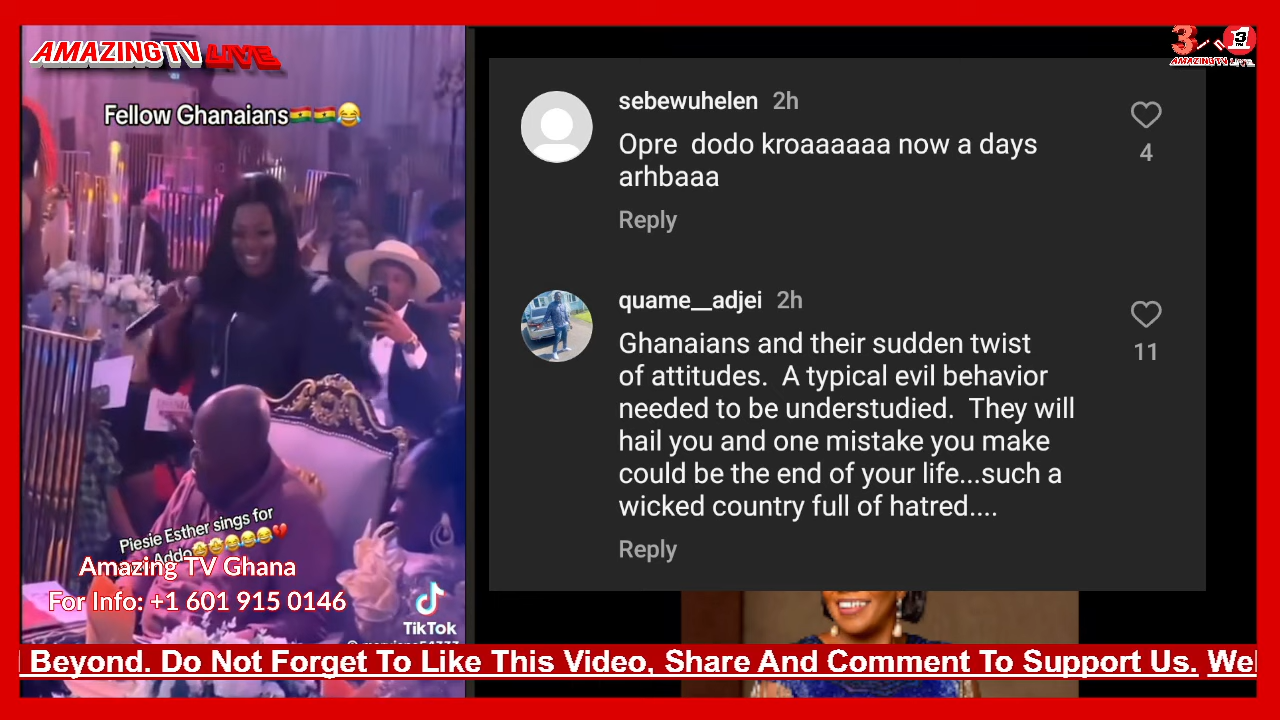 AMAZINGTV LIVE
Fellow Ghanaians🇬🇭🇬🇭😂
Piesie Esther sings for
Addo🤩🤩😂😂😂😂💔
Amazing TV Ghana
For Info: +1 601 915 0146
TikTok
3
AMAZINGTV LIVE
sebewuhelen 2h
Opre dodo kroaaaaaa now a days
arhbaaa
4
Reply
quame__adjei 2h
Ghanaians and their sudden twist
of attitudes. A typical evil behavior
needed to be understudied. They will
hail you and one mistake you make
could be the end of your life...such a
wicked country full of hatred....
11
Reply
Beyond. Do Not Forget To Like This Video, Share And Comment To Support Us. Wel